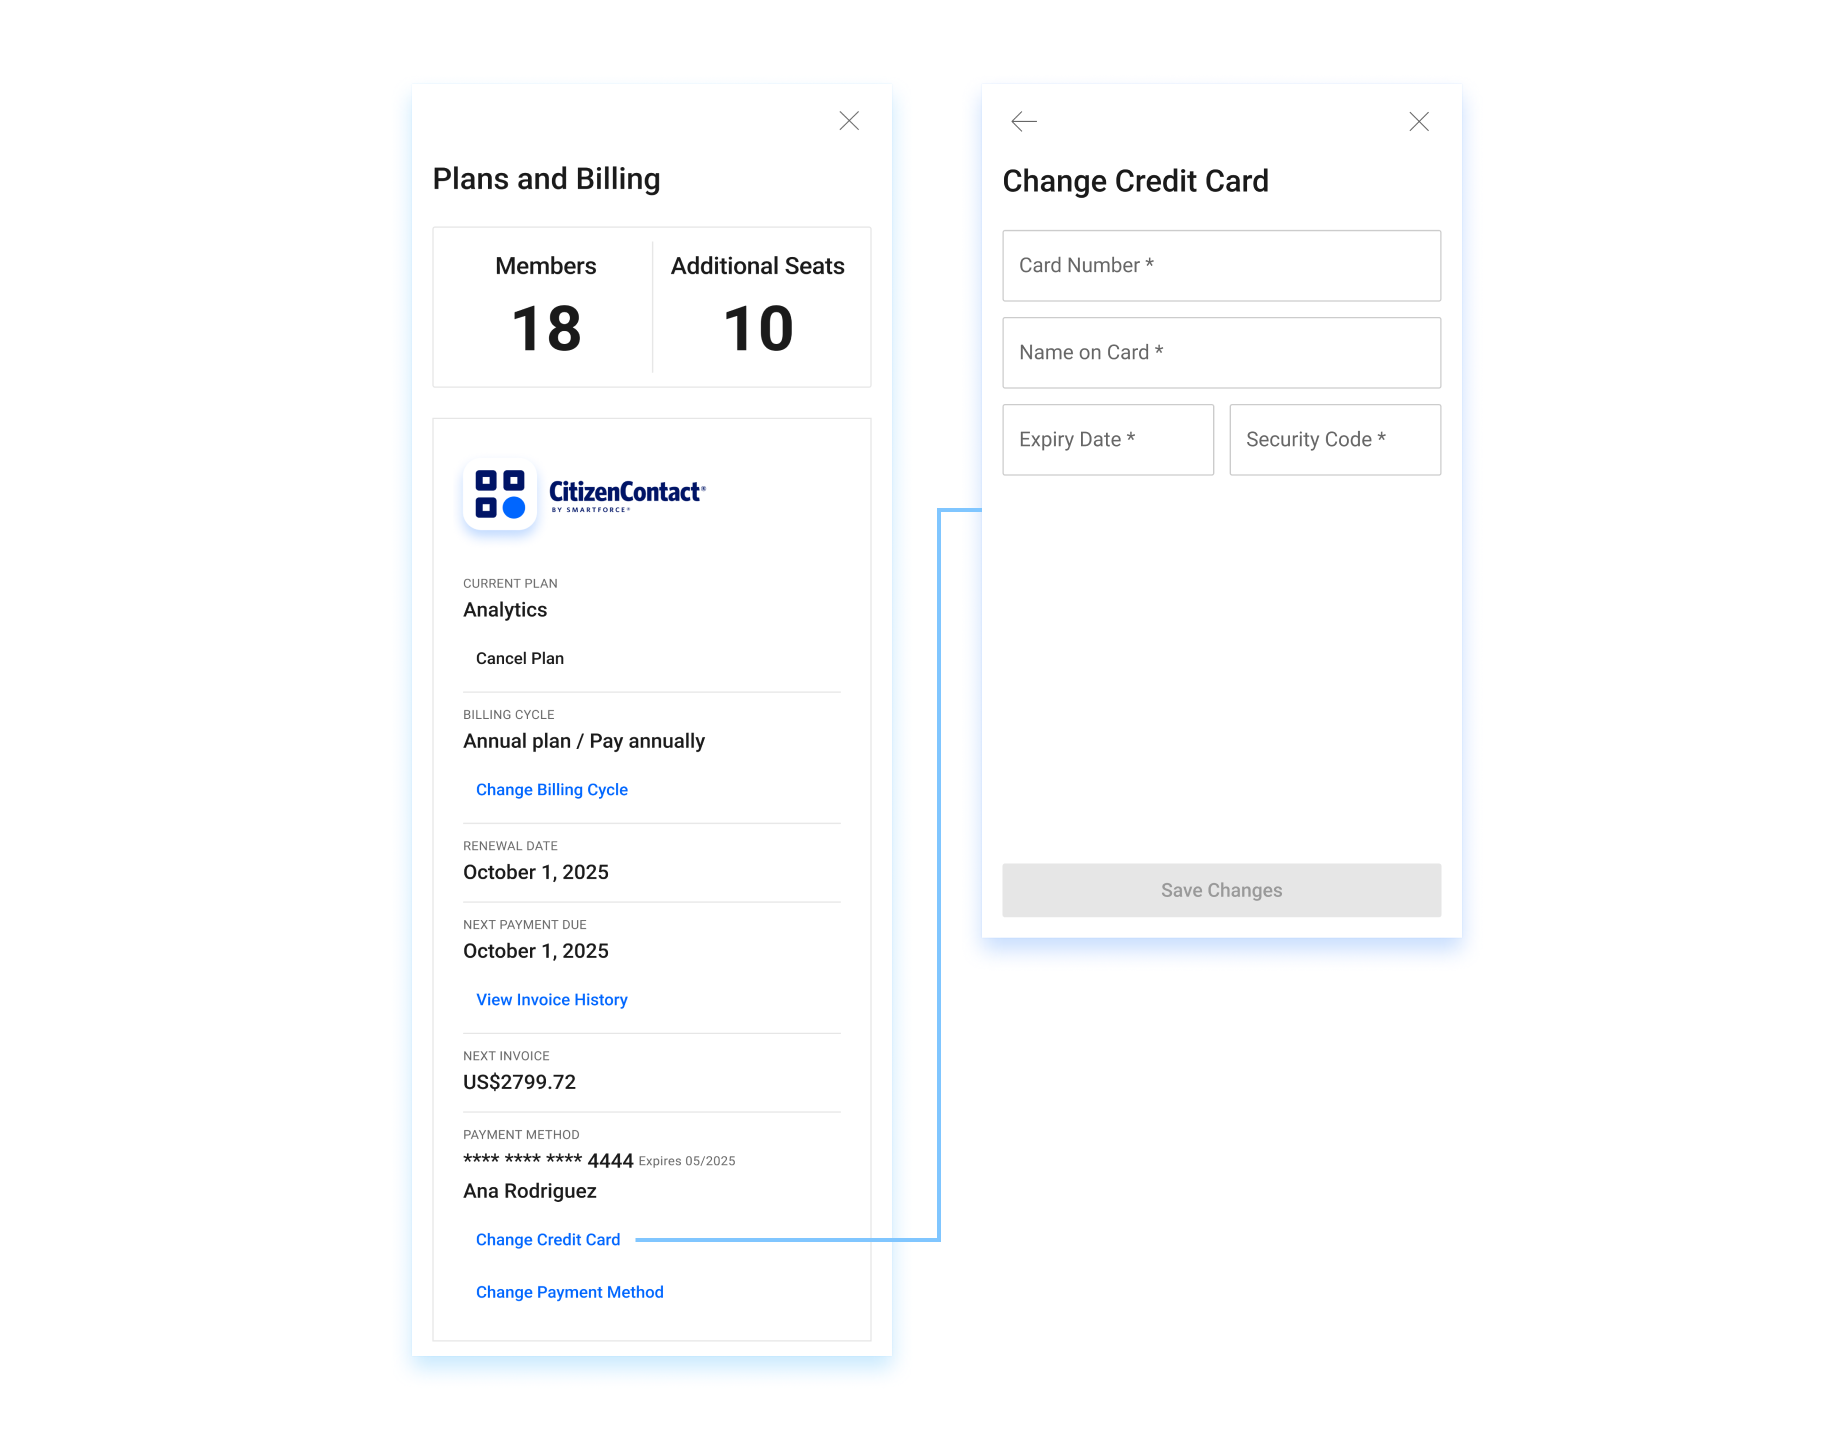 Plans and Billing
Members
18
Additional Seats
10
CitizenContact®
BY SMARTFORCE®
CURRENT PLAN
Analytics
Cancel Plan
BILLING CYCLE
Annual plan / Pay annually
Change Billing Cycle
RENEWAL DATE
October 1, 2025
NEXT PAYMENT DUE
October 1, 2025
View Invoice History
NEXT INVOICE
US$2799.72
PAYMENT METHOD
**** **** **** 4444 Expires 05/2025
Ana Rodriguez
Change Credit Card
Change Payment Method
Change Credit Card
Card Number *
Name on Card *
Expiry Date *
Security Code *
Save Changes